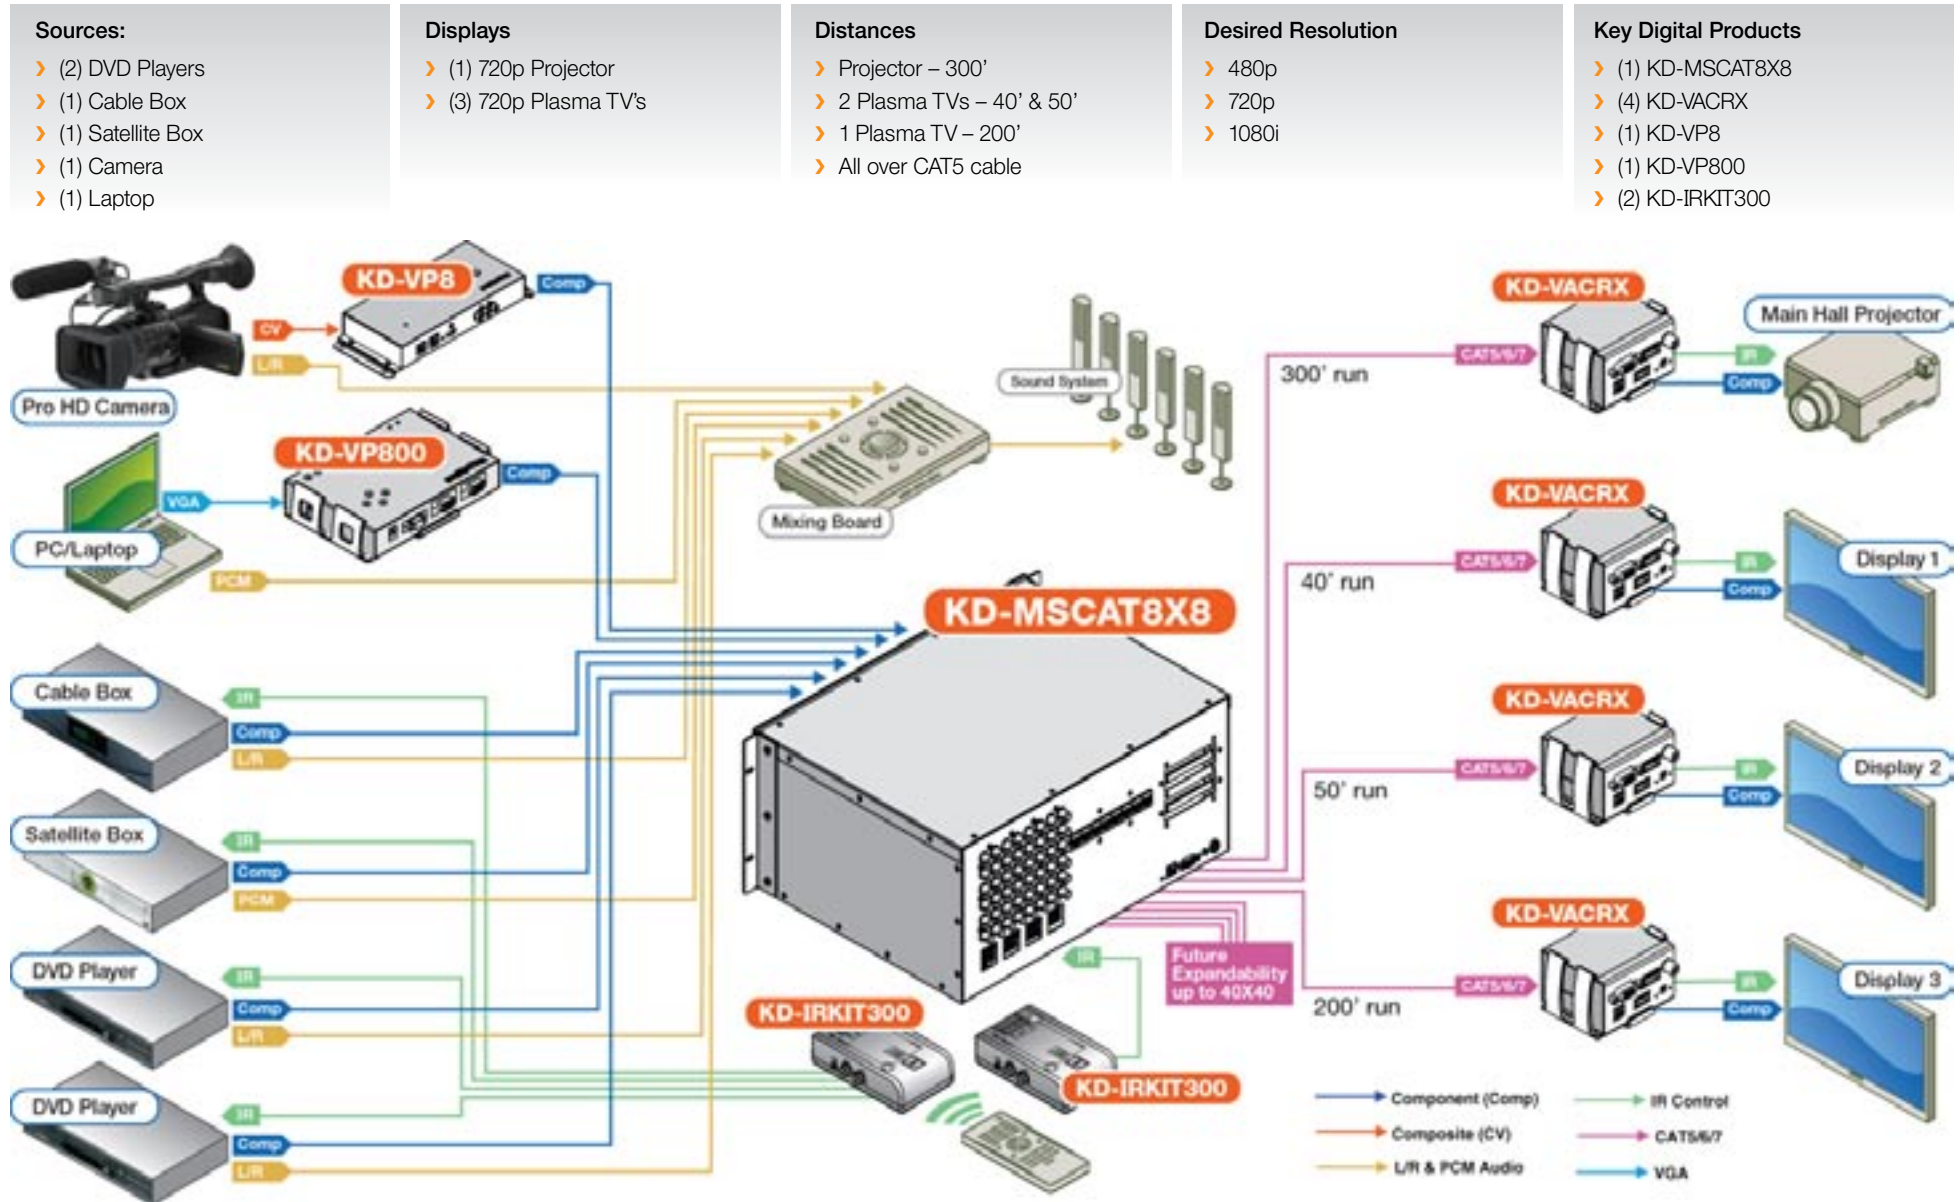 Sources:
(2) DVD Players
(1) Cable Box
(1) Satellite Box
(1) Camera
(1) Laptop
Displays
(1) 720p Projector
(3) 720p Plasma TV's
Distances
Projector – 300'
2 Plasma TVs – 40' & 50'
1 Plasma TV – 200'
All over CAT5 cable
Desired Resolution
480p
720p
1080i
Key Digital Products
(1) KD-MSCAT8X8
(4) KD-VACRX
(1) KD-VP8
(1) KD-VP800
(2) KD-IRKIT300
KD-VP8
Comp
CV
L/R
Pro HD Camera
KD-VP800
Comp
VGA
PC/Laptop
PCM
Sound System
Mixing Board
KD-MSCAT8X8
Cable Box
IR
Comp
L/R
Satellite Box
IR
Comp
PCM
DVD Player
IR
Comp
L/R
DVD Player
IR
Comp
L/R
KD-IRKIT300
IR
KD-IRKIT300
Future
Expandability
up to 40X40
KD-VACRX
Main Hall Projector
CAT5/6/7
IR
Comp
300' run
KD-VACRX
Display 1
CAT5/6/7
IR
Comp
40' run
KD-VACRX
Display 2
CAT5/6/7
IR
Comp
50' run
KD-VACRX
Display 3
CAT5/6/7
IR
Comp
200' run
Component (Comp)
IR Control
Composite (CV)
CAT5/6/7
L/R & PCM Audio
VGA